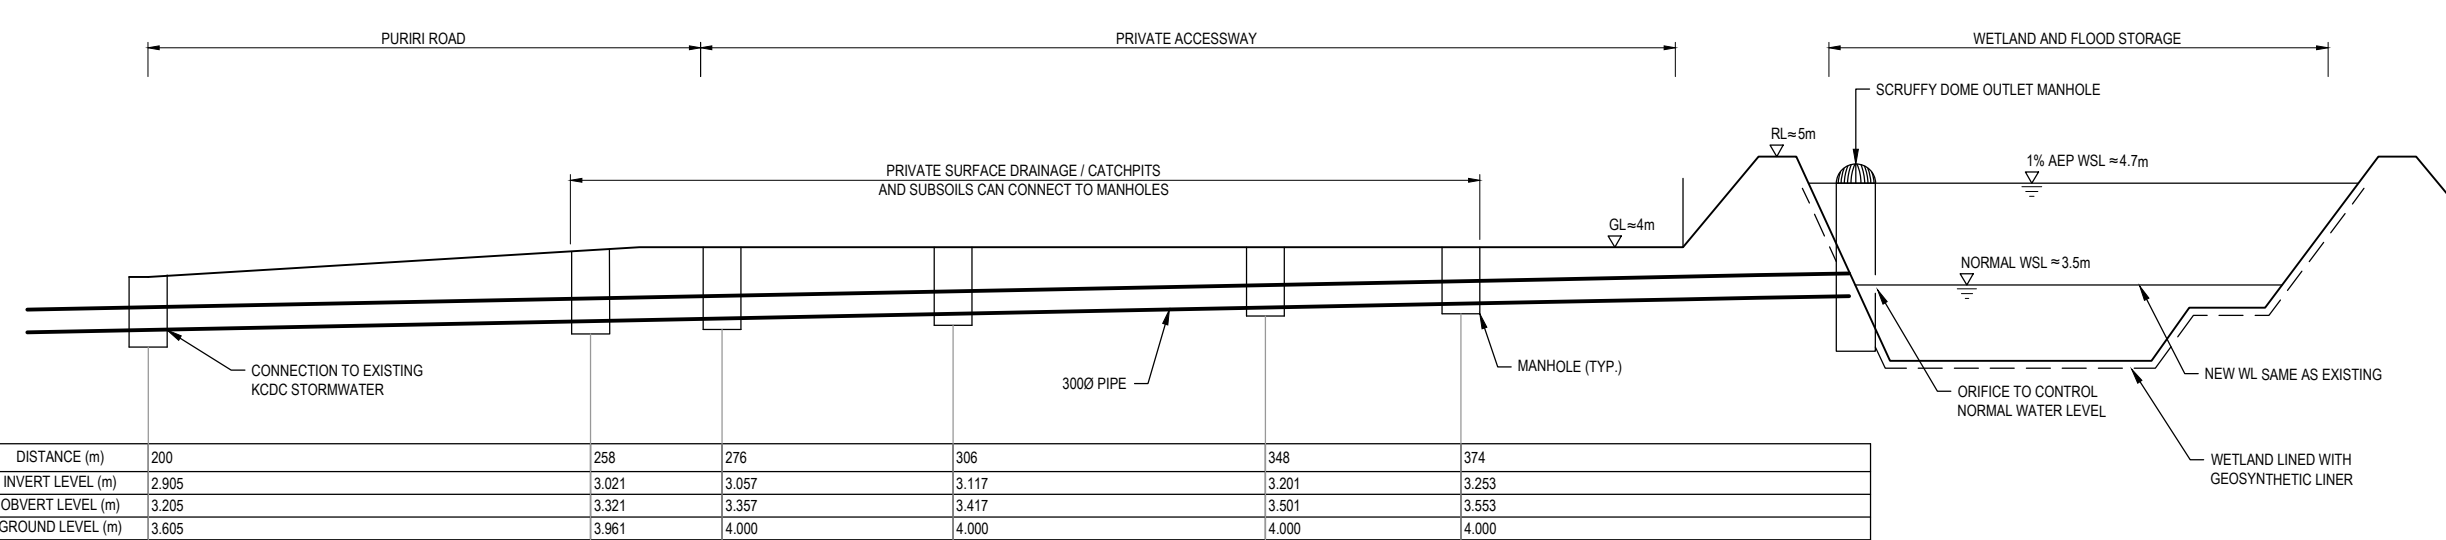 PURIRI ROAD
PRIVATE ACCESSWAY
WETLAND AND FLOOD STORAGE
SCRUFFY DOME OUTLET MANHOLE
RL≈5m
1% AEP WSL ≈4.7m
PRIVATE SURFACE DRAINAGE / CATCHPITS
AND SUBSOILS CAN CONNECT TO MANHOLES
GL≈4m
NORMAL WSL ≈3.5m
CONNECTION TO EXISTING
KCDC STORMWATER
300Ø PIPE
MANHOLE (TYP.)
NEW WL SAME AS EXISTING
ORIFICE TO CONTROL
NORMAL WATER LEVEL
WETLAND LINED WITH
GEOSYNTHETIC LINER
DISTANCE (m) 200 258 276 306 348 374
INVERT LEVEL (m) 2.905 3.021 3.057 3.117 3.201 3.253
OBVERT LEVEL (m) 3.205 3.321 3.357 3.417 3.501 3.553
GROUND LEVEL (m) 3.605 3.961 4.000 4.000 4.000 4.000